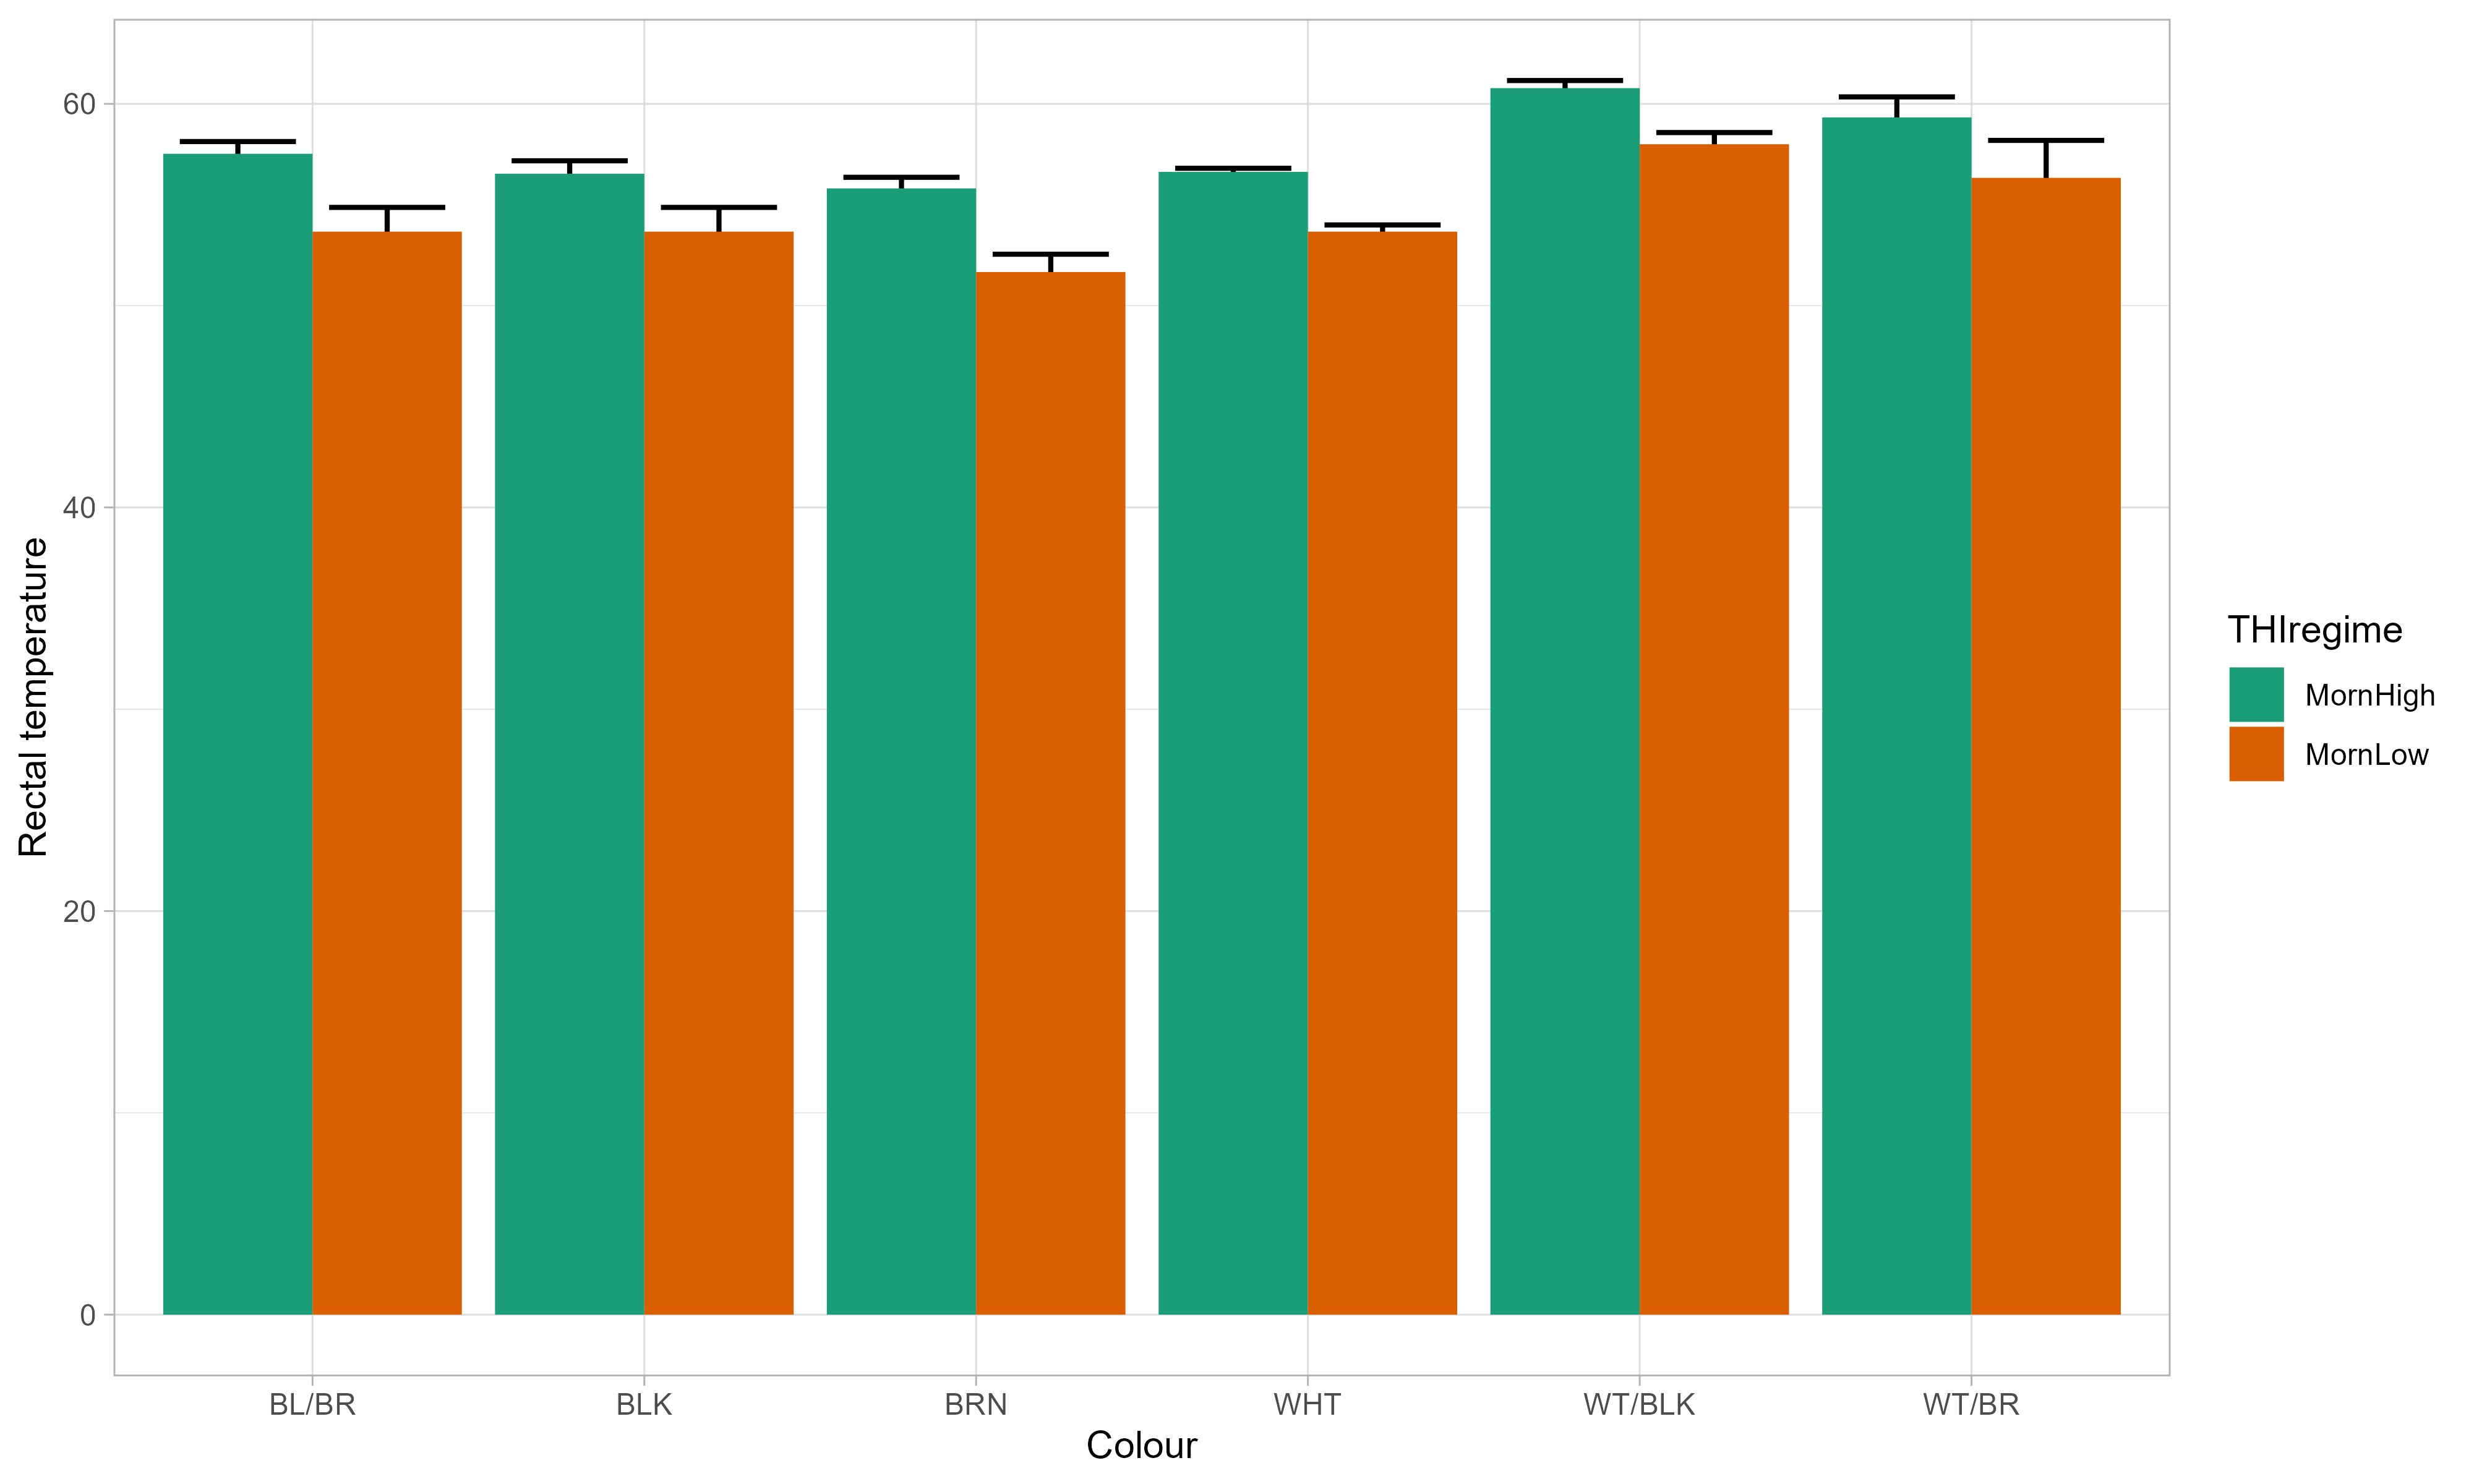 Rectal temperature
60
40
20
0
BL/BR BLK BRN WHT WT/BLK WT/BR
Colour
THIregime
MornHigh
MornLow